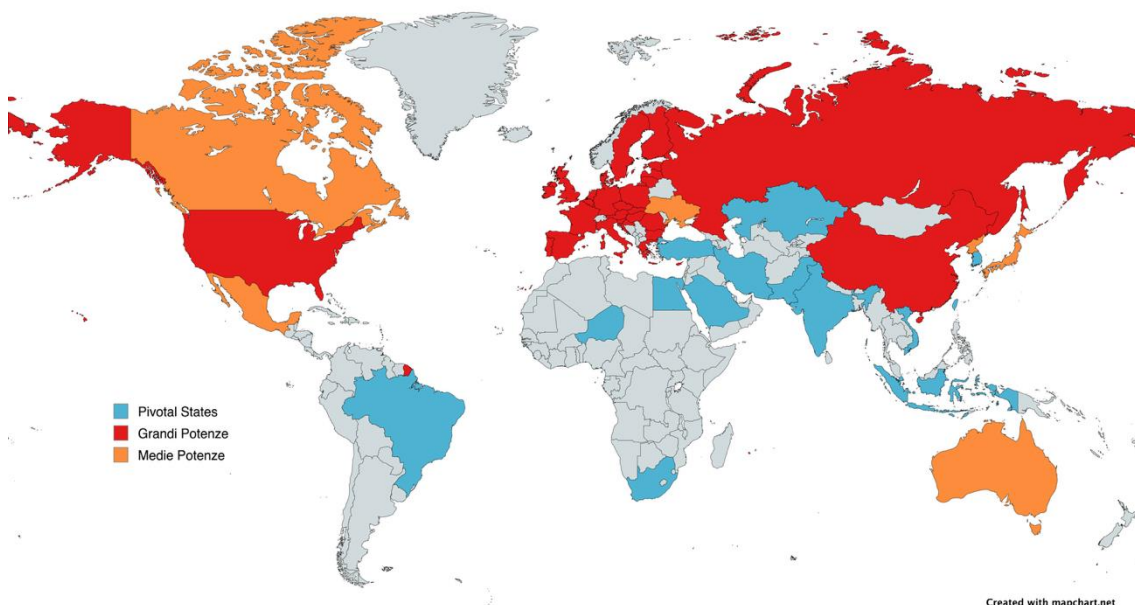 Pivotal States
Grandi Potenze
Medie Potenze
Created with mapchart.net